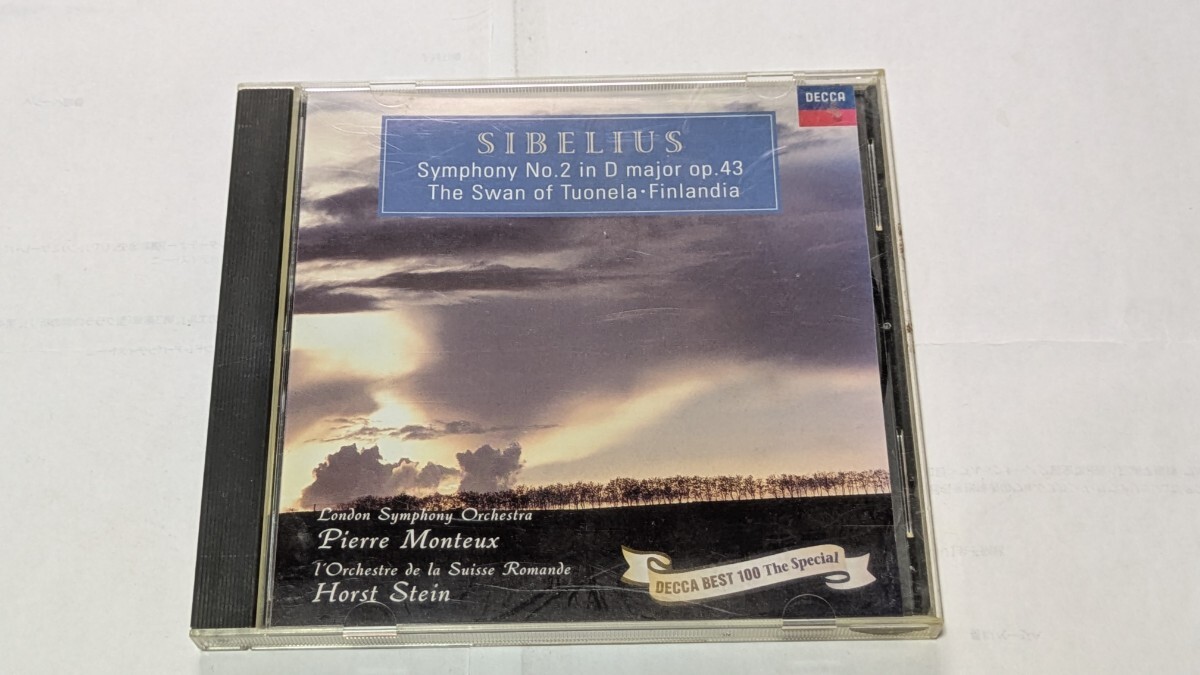 DECCA
SIBELIUS
Symphony No.2 in D major op.43
The Swan of Tuonela・Finlandia
London Symphony Orchestra
Pierre Monteux
l'Orchestre de la Suisse Romande
Horst Stein
DECCA BEST 100 The Special